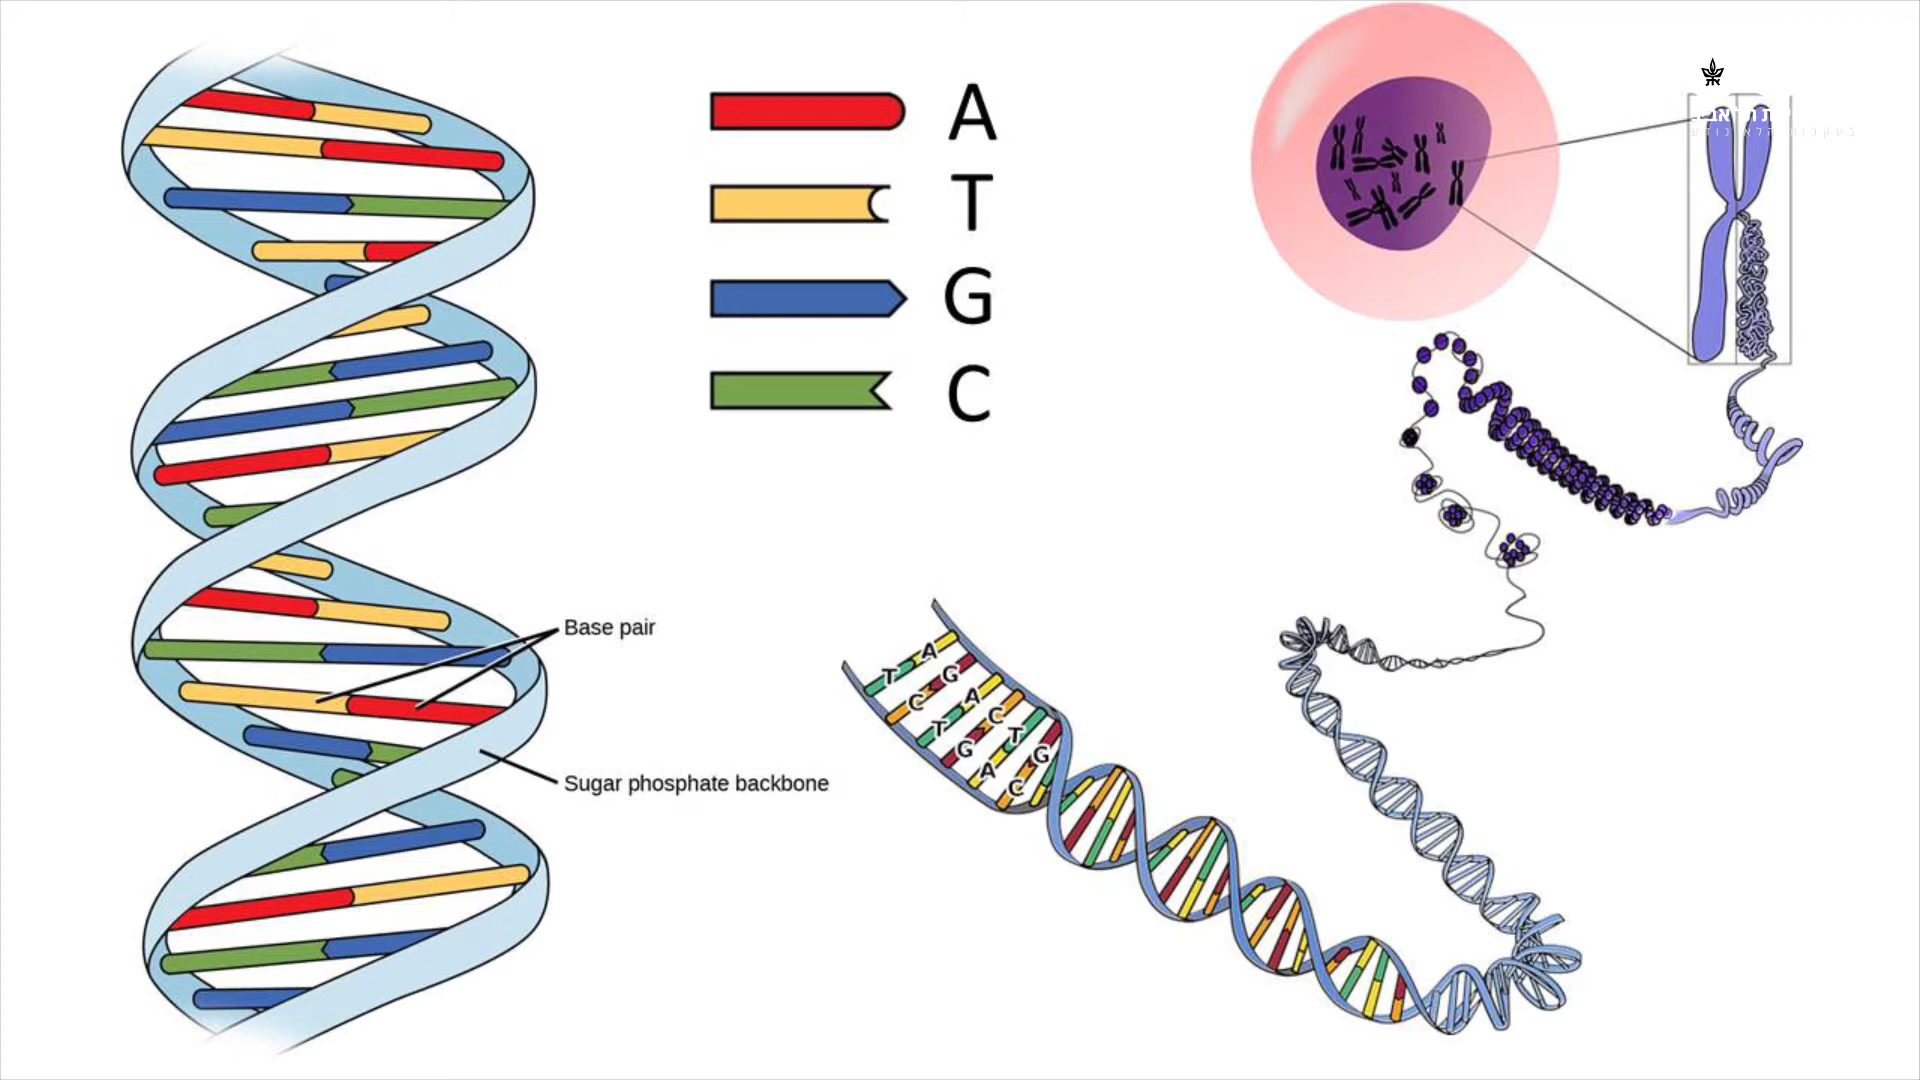 A
T
G
C
Base pair
Sugar phosphate backbone
T A
C G
T A
G C
A T
C G